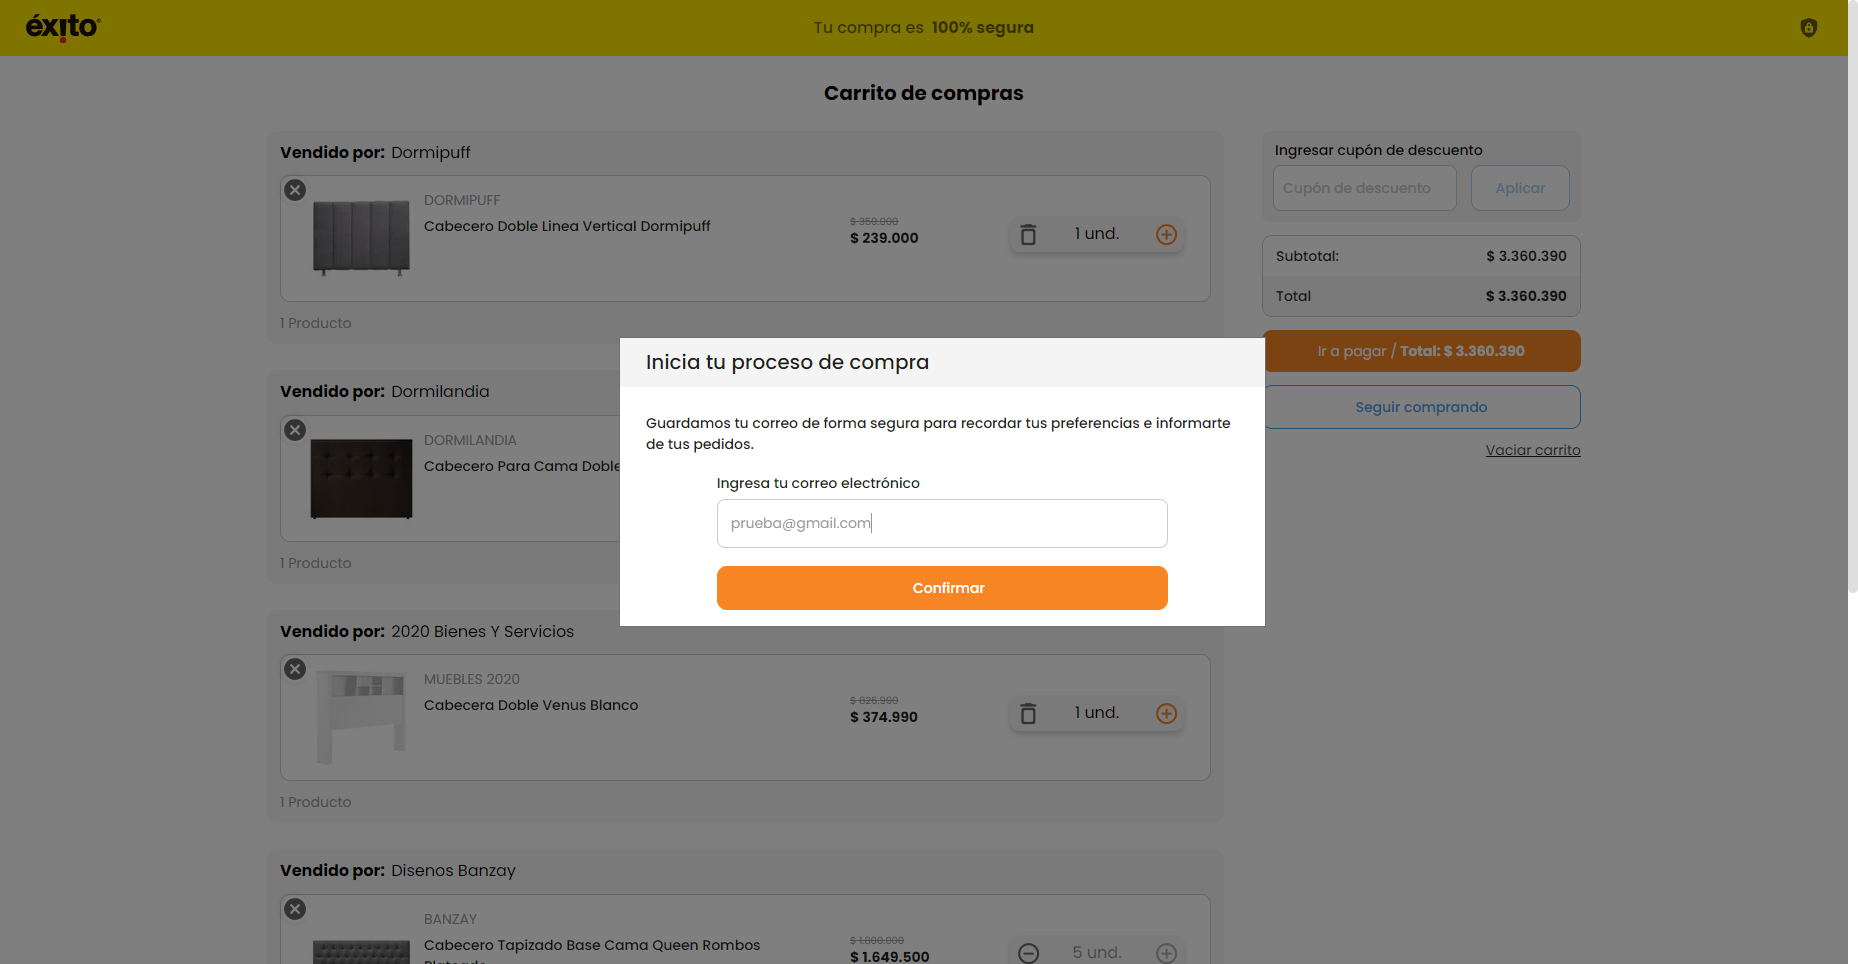 éxito
Tu compra es 100% segura
Carrito de compras
Vendido por: Dormipuff
DORMIPUFF
Cabecero Doble Linea Vertical Dormipuff
$ 350.000
$ 239.000
1 und.
1 Producto
Ingresar cupón de descuento
Cupón de descuento
Aplicar
Subtotal: $ 3.360.390
Total $ 3.360.390
Ir a pagar / Total: $ 3.360.390
Seguir comprando
Vaciar carrito
Inicia tu proceso de compra
Guardamos tu correo de forma segura para recordar tus preferencias e informarte
de tus pedidos.
Ingresa tu correo electrónico
prueba@gmail.com
Confirmar
Vendido por: Dormilandia
DORMILANDIA
Cabecero Para Cama Doble
1 Producto
Vendido por: 2020 Bienes Y Servicios
MUEBLES 2020
Cabecera Doble Venus Blanco
$ 826.990
$ 374.990
1 und.
1 Producto
Vendido por: Disenos Banzay
BANZAY
Cabecero Tapizado Base Cama Queen Rombos
$ 1.800.000
$ 1.649.500
5 und.